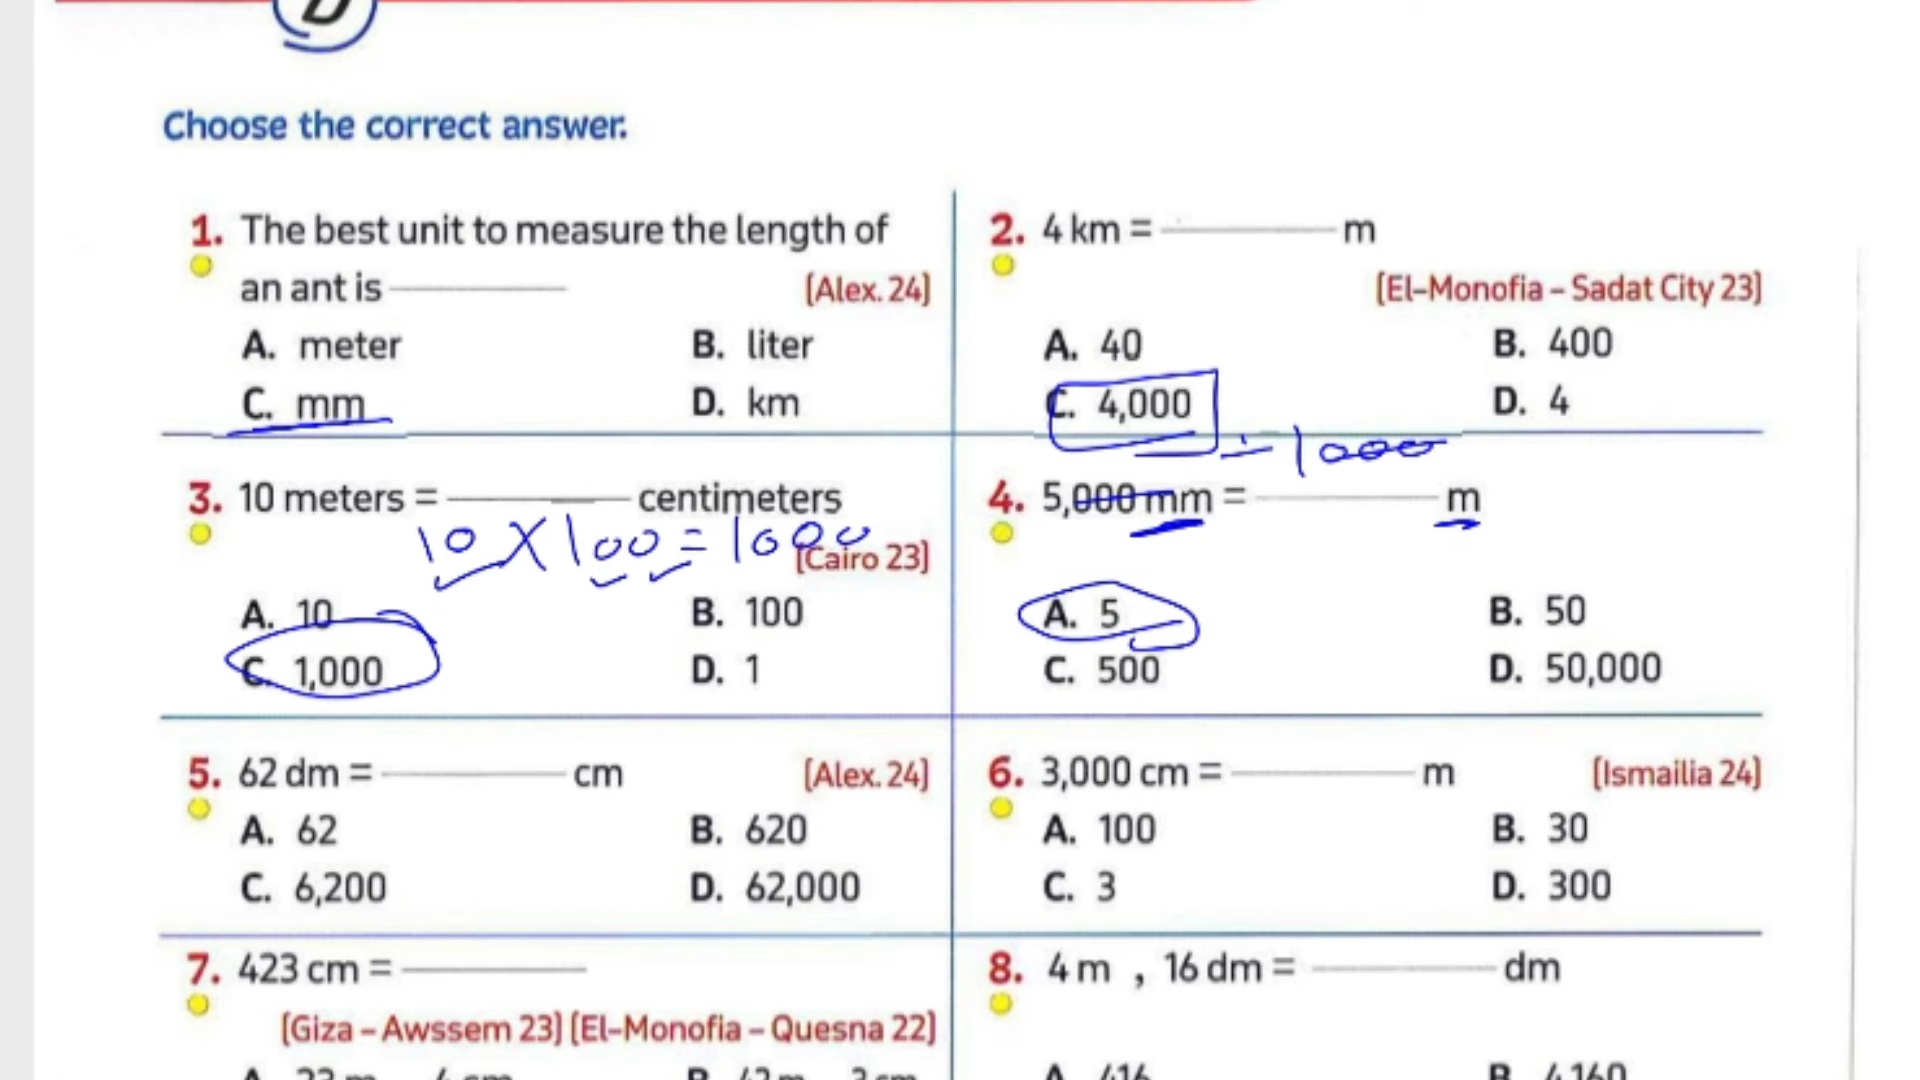 D
Choose the correct answer.
1. The best unit to measure the length of
an ant is
[Alex. 24]
A. meter
B. liter
C. mm
D. km
2. 4 km = m
[El-Monofia - Sadat City 23]
A. 40
B. 400
C. 4,000
D. 4
÷ 1000
3. 10 meters = centimeters
10 X 100 = 1000
[Cairo 23]
A. 10
B. 100
C. 1,000
D. 1
4. 5,000 mm = m
A. 5
B. 50
C. 500
D. 50,000
5. 62 dm = cm [Alex. 24]
A. 62
B. 620
C. 6,200
D. 62,000
6. 3,000 cm = m [Ismailia 24]
A. 100
B. 30
C. 3
D. 300
7. 423 cm =
[Giza - Awssem 23] [El-Monofia - Quesna 22]
8. 4 m , 16 dm = dm
A. 416
B. 4,160